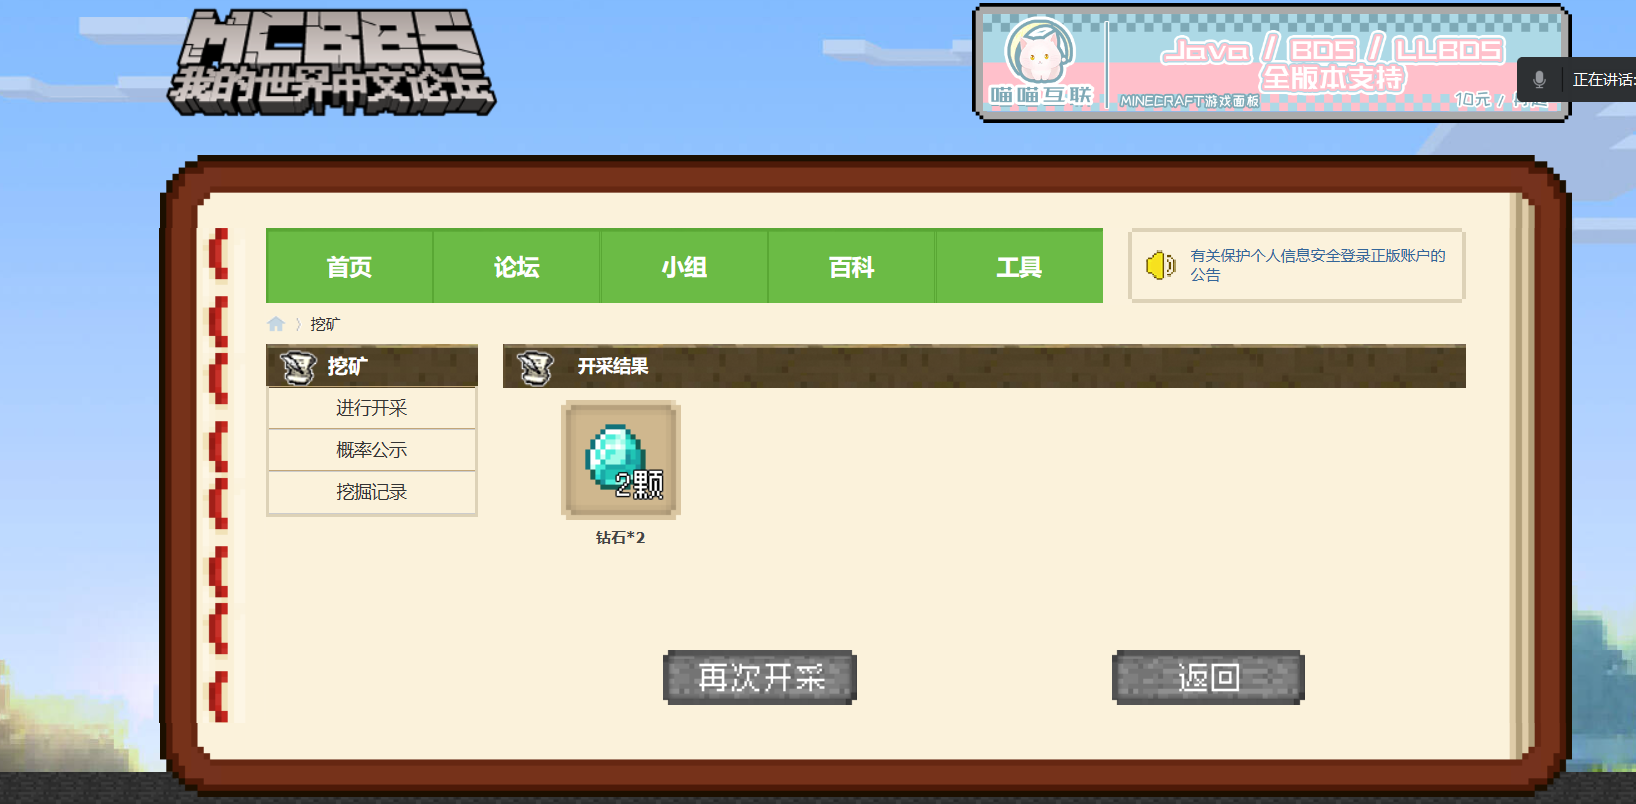 MCBBS
我的世界中文论坛
喵喵互联
Java / BDS / LLBDS
全版本支持
MINECRAFT游戏面板
10元 /
正在讲话:
首页
论坛
小组
百科
工具
有关保护个人信息安全登录正版账户的
公告
〉挖矿
挖矿
进行开采
概率公示
挖掘记录
开采结果
2颗
钻石*2
再次开采
返回